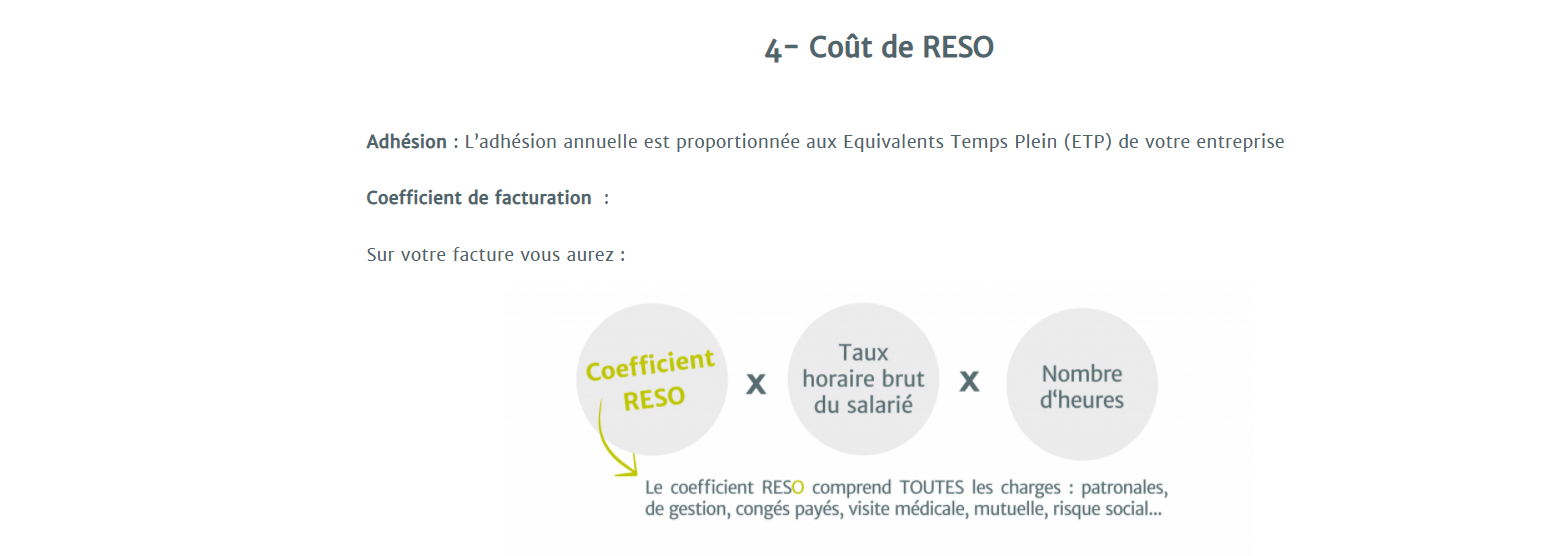 4- Coût de RESO
Adhésion : L’adhésion annuelle est proportionnée aux Equivalents Temps Plein (ETP) de votre entreprise
Coefficient de facturation :
Sur votre facture vous aurez :
Coefficient
RESO
x
Taux
horaire brut
du salarié
x
Nombre
d‘heures
Le coefficient RESO comprend TOUTES les charges : patronales,
de gestion, congés payés, visite médicale, mutuelle, risque social...